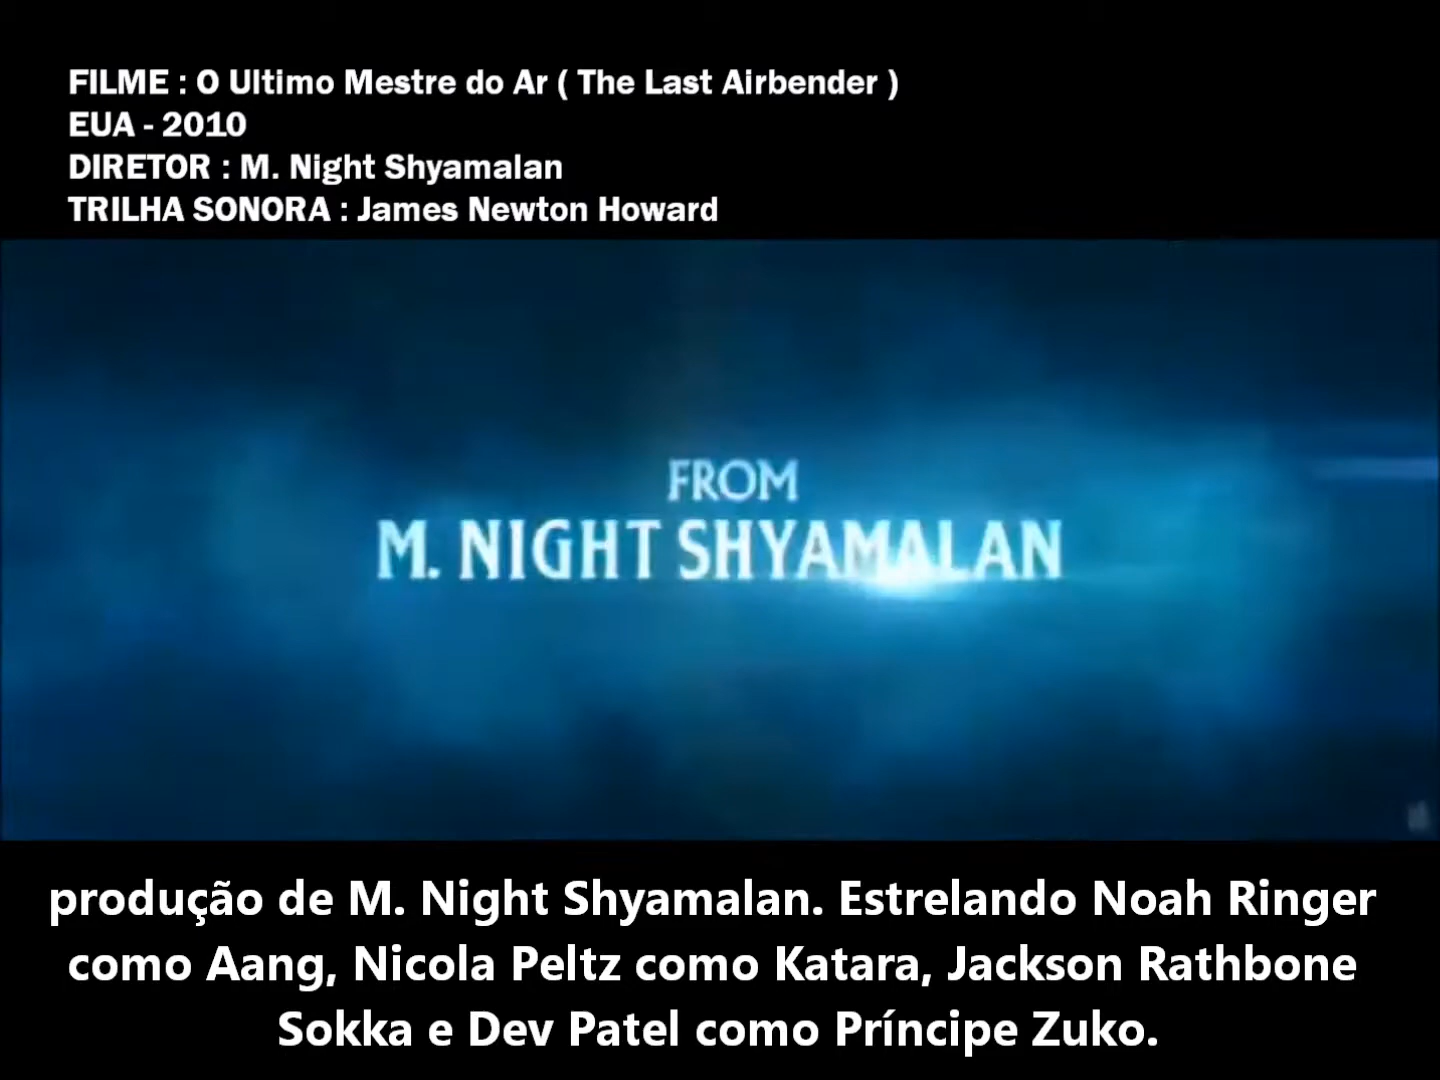 FILME : O Ultimo Mestre do Ar ( The Last Airbender )
EUA - 2010
DIRETOR : M. Night Shyamalan
TRILHA SONORA : James Newton Howard
FROM
M. NIGHT SHYAMALAN
produção de M. Night Shyamalan. Estrelando Noah Ringer
como Aang, Nicola Peltz como Katara, Jackson Rathbone
Sokka e Dev Patel como Príncipe Zuko.